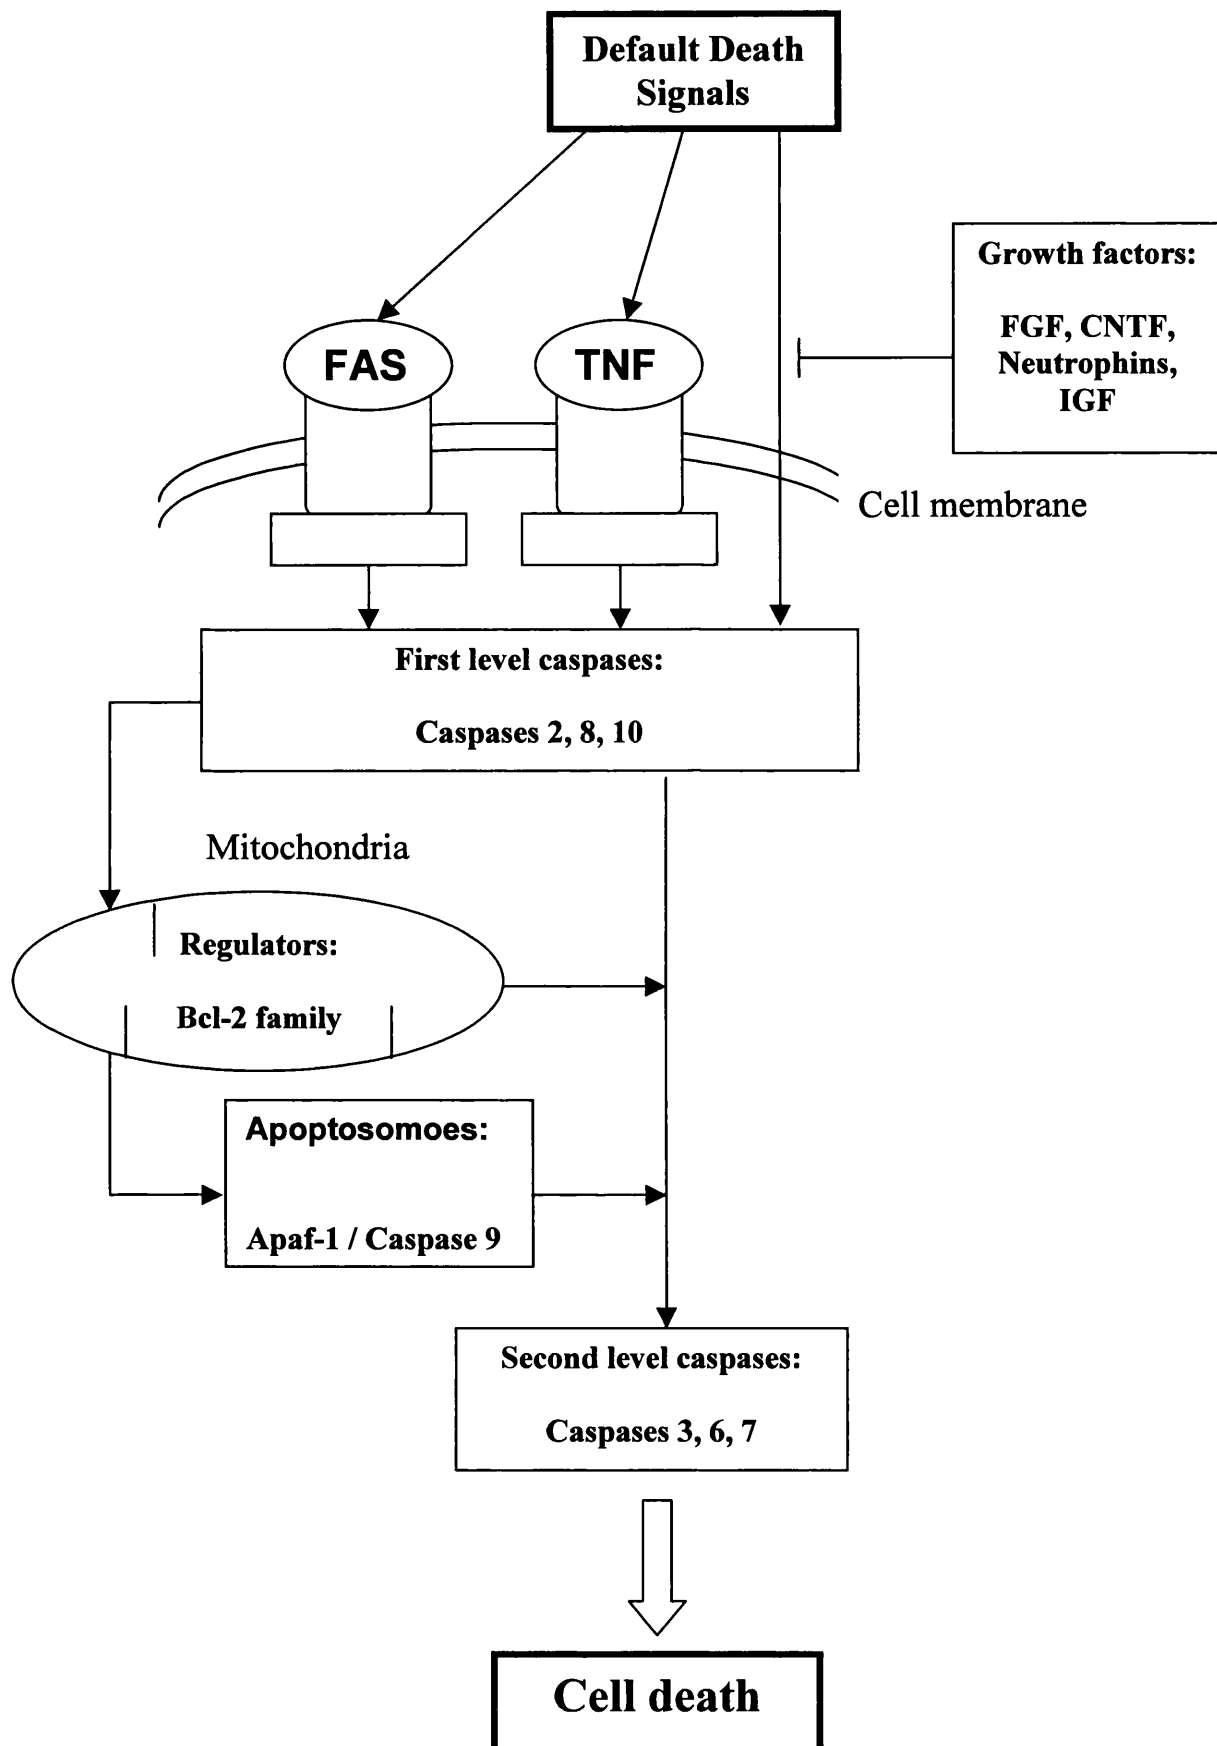 Default Death
Signals
Growth factors:
FGF, CNTF,
Neutrophins,
IGF
FAS
TNF
Cell membrane
First level caspases:
Caspases 2, 8, 10
Mitochondria
Regulators:
Bcl-2 family
Apoptosomoes:
Apaf-1 / Caspase 9
Second level caspases:
Caspases 3, 6, 7
Cell death